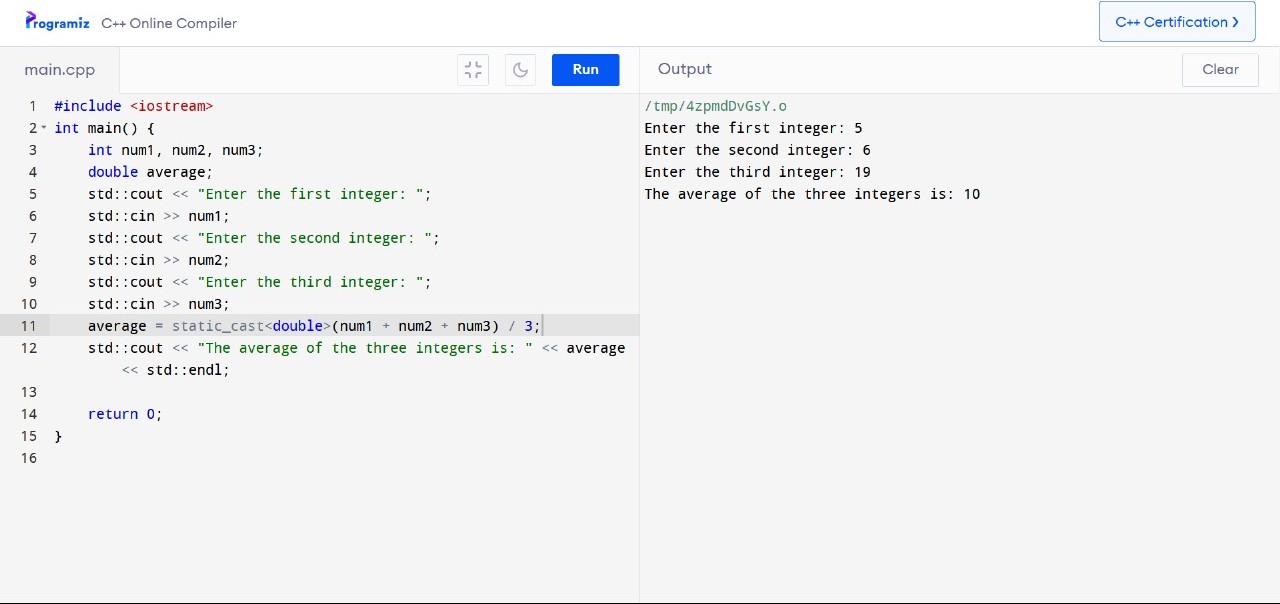 Programiz C++ Online Compiler
C++ Certification
main.cpp
Run
Output
Clear
1 #include <iostream>
2 int main() {
3 int num1, num2, num3;
4 double average;
5 std::cout << "Enter the first integer: ";
6 std::cin >> num1;
7 std::cout << "Enter the second integer: ";
8 std::cin >> num2;
9 std::cout << "Enter the third integer: ";
10 std::cin >> num3;
11 average = static_cast<double>(num1 + num2 + num3) / 3;
12 std::cout << "The average of the three integers is: " << average
<< std::endl;
13
14 return 0;
15 }
16
/tmp/4zpmdDvGsY.o
Enter the first integer: 5
Enter the second integer: 6
Enter the third integer: 19
The average of the three integers is: 10